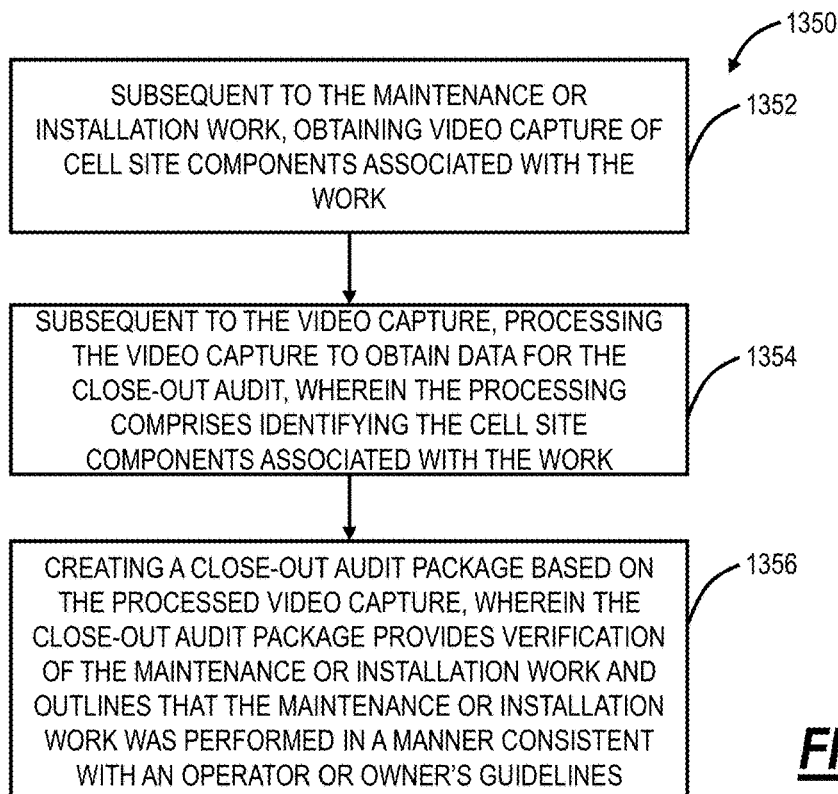 1350
SUBSEQUENT TO THE MAINTENANCE OR
INSTALLATION WORK, OBTAINING VIDEO CAPTURE OF
CELL SITE COMPONENTS ASSOCIATED WITH THE
WORK
1352
SUBSEQUENT TO THE VIDEO CAPTURE, PROCESSING
THE VIDEO CAPTURE TO OBTAIN DATA FOR THE
CLOSE-OUT AUDIT, WHEREIN THE PROCESSING
COMPRISES IDENTIFYING THE CELL SITE
COMPONENTS ASSOCIATED WITH THE WORK
1354
CREATING A CLOSE-OUT AUDIT PACKAGE BASED ON
THE PROCESSED VIDEO CAPTURE, WHEREIN THE
CLOSE-OUT AUDIT PACKAGE PROVIDES VERIFICATION
OF THE MAINTENANCE OR INSTALLATION WORK AND
OUTLINES THAT THE MAINTENANCE OR INSTALLATION
WORK WAS PERFORMED IN A MANNER CONSISTENT
WITH AN OPERATOR OR OWNER'S GUIDELINES
1356